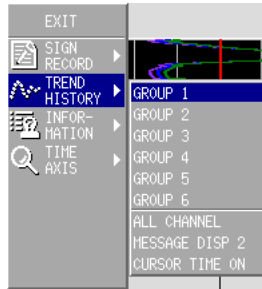 EXIT
SIGN
RECORD
TREND
HISTORY
INFOR-
MATION
TIME
AXIS
GROUP 1
GROUP 2
GROUP 3
GROUP 4
GROUP 5
GROUP 6
ALL CHANNEL
MESSAGE DISP 2
CURSOR TIME ON